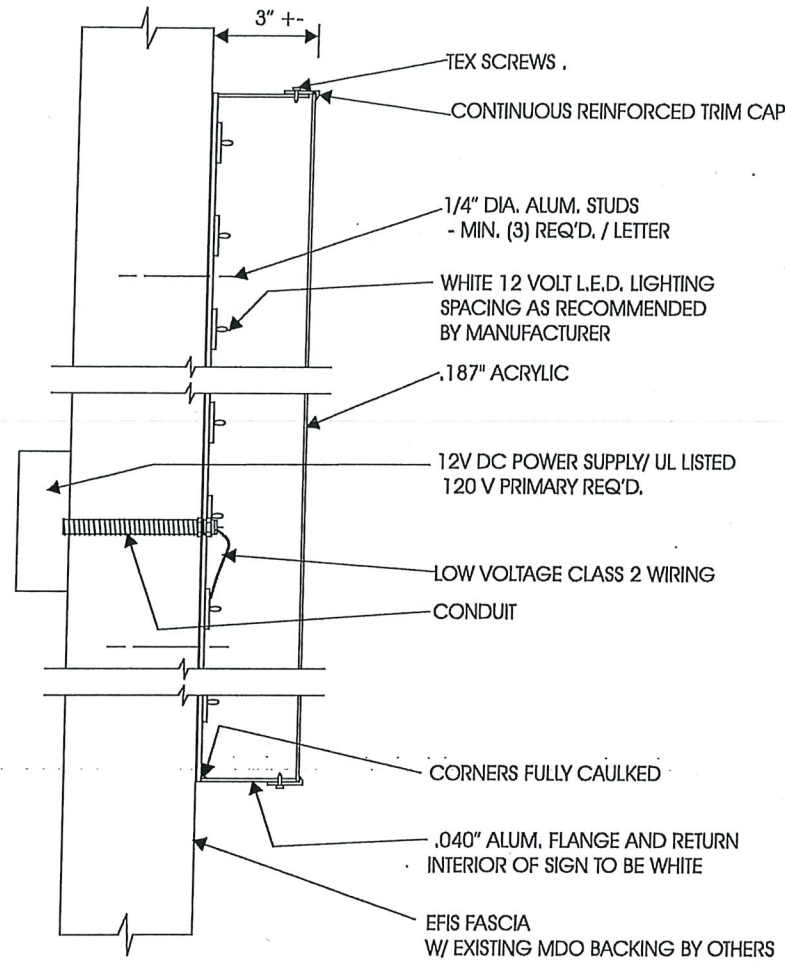 3" +-
TEX SCREWS .
CONTINUOUS REINFORCED TRIM CAP
1/4" DIA. ALUM. STUDS
- MIN. (3) REQ'D. / LETTER
WHITE 12 VOLT L.E.D. LIGHTING
SPACING AS RECOMMENDED
BY MANUFACTURER
.187" ACRYLIC
12V DC POWER SUPPLY/ UL LISTED
120 V PRIMARY REQ'D.
LOW VOLTAGE CLASS 2 WIRING
CONDUIT
CORNERS FULLY CAULKED
.040" ALUM. FLANGE AND RETURN
INTERIOR OF SIGN TO BE WHITE
EFIS FASCIA
W/ EXISTING MDO BACKING BY OTHERS